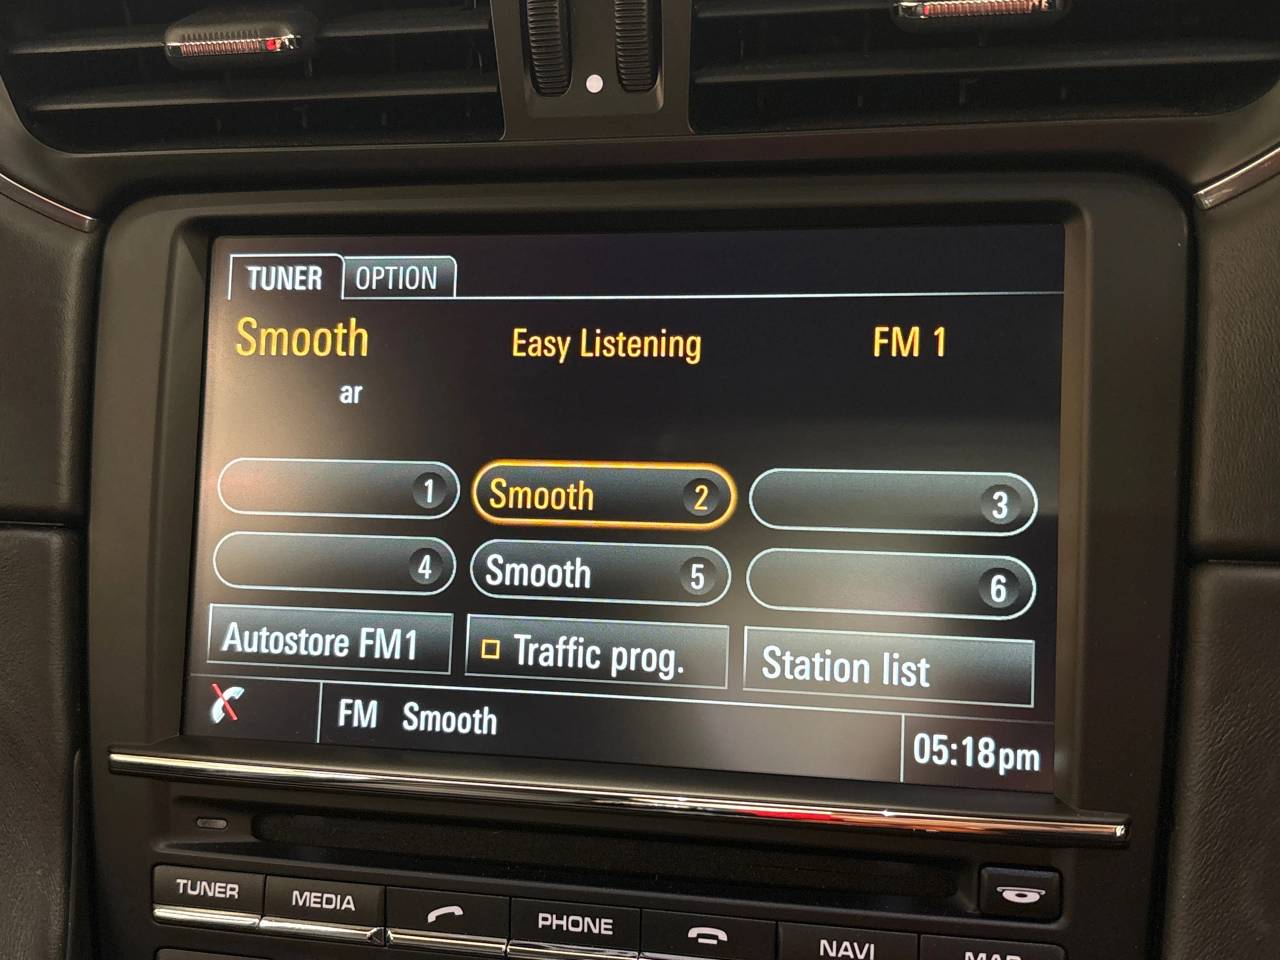 TUNER OPTION
Smooth Easy Listening FM 1
ar
1 Smooth 2 3
4 Smooth 5 6
Autostore FM1 Traffic prog. Station list
FM Smooth 05:18pm
TUNER MEDIA PHONE NAVI MAP